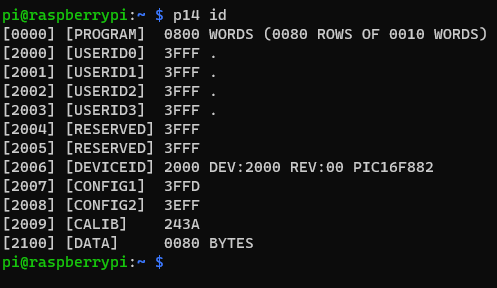 pi@raspberrypi:~ $ p14 id
[0000] [PROGRAM]  0800 WORDS (0080 ROWS OF 0010 WORDS)
[2000] [USERID0]  3FFF .
[2001] [USERID1]  3FFF .
[2002] [USERID2]  3FFF .
[2003] [USERID3]  3FFF .
[2004] [RESERVED] 3FFF
[2005] [RESERVED] 3FFF
[2006] [DEVICEID] 2000 DEV:2000 REV:00 PIC16F882
[2007] [CONFIG1]  3FFD
[2008] [CONFIG2]  3EFF
[2009] [CALIB]    243A
[2100] [DATA]     0080 BYTES
pi@raspberrypi:~ $